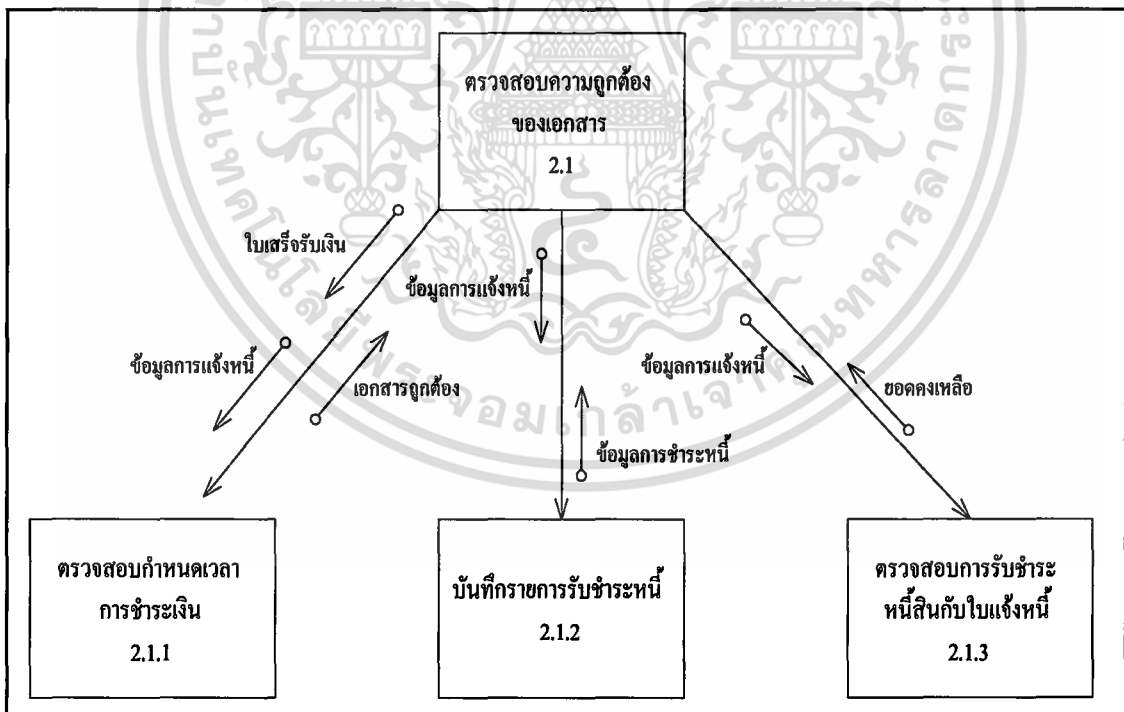 ตรวจสอบความถูกต้อง
ของเอกสาร
2.1
ใบเสร็จรับเงิน
ข้อมูลการแจ้งหนี้
ข้อมูลการแจ้งหนี้
เอกสารถูกต้อง
ข้อมูลการแจ้งหนี้
ยอดคงเหลือ
ข้อมูลการชำระหนี้
ตรวจสอบกำหนดเวลา
การชำระเงิน
2.1.1
บันทึกรายการรับชำระหนี้
2.1.2
ตรวจสอบการรับชำระ
หนี้สินกับใบแจ้งหนี้
2.1.3